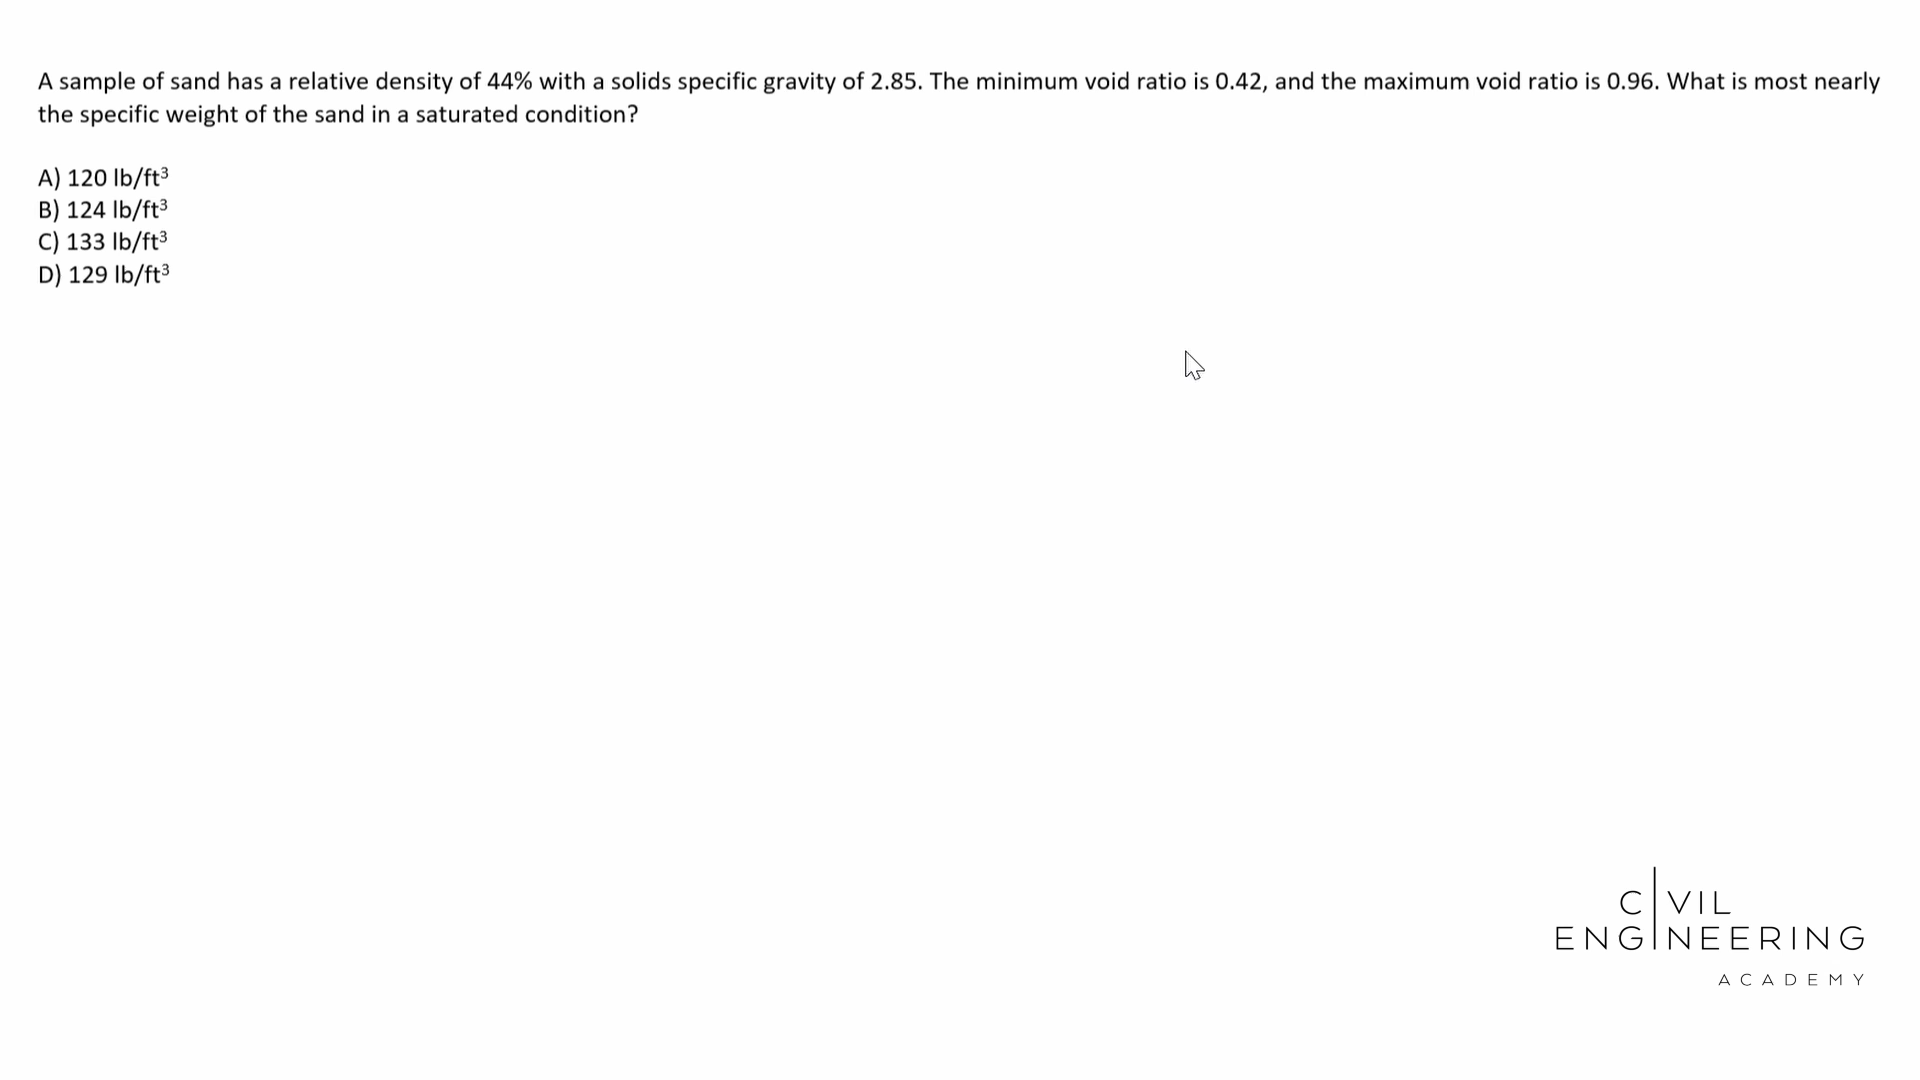 A sample of sand has a relative density of 44% with a solids specific gravity of 2.85. The minimum void ratio is 0.42, and the maximum void ratio is 0.96. What is most nearly
the specific weight of the sand in a saturated condition?
A) 120 lb/ft³
B) 124 lb/ft³
C) 133 lb/ft³
D) 129 lb/ft³
CIVIL
ENGINEERING
ACADEMY